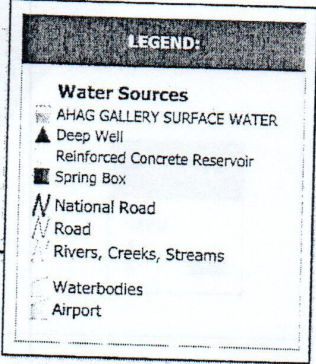 LEGEND:
Water Sources
AHAG GALLERY SURFACE WATER
Deep Well
Reinforced Concrete Reservoir
Spring Box
National Road
Road
Rivers, Creeks, Streams
Waterbodies
Airport